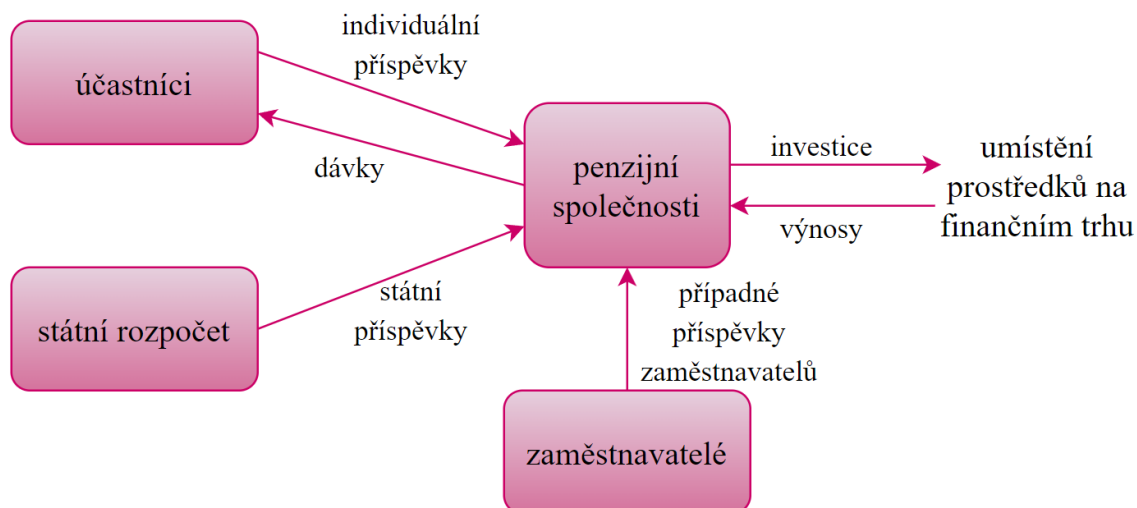 individuální
příspěvky
účastníci
dávky
penzijní
společnosti
investice
výnosy
umístění
prostředků na
finančním trhu
státní rozpočet
státní
příspěvky
případné
příspěvky
zaměstnavatelů
zaměstnavatelé